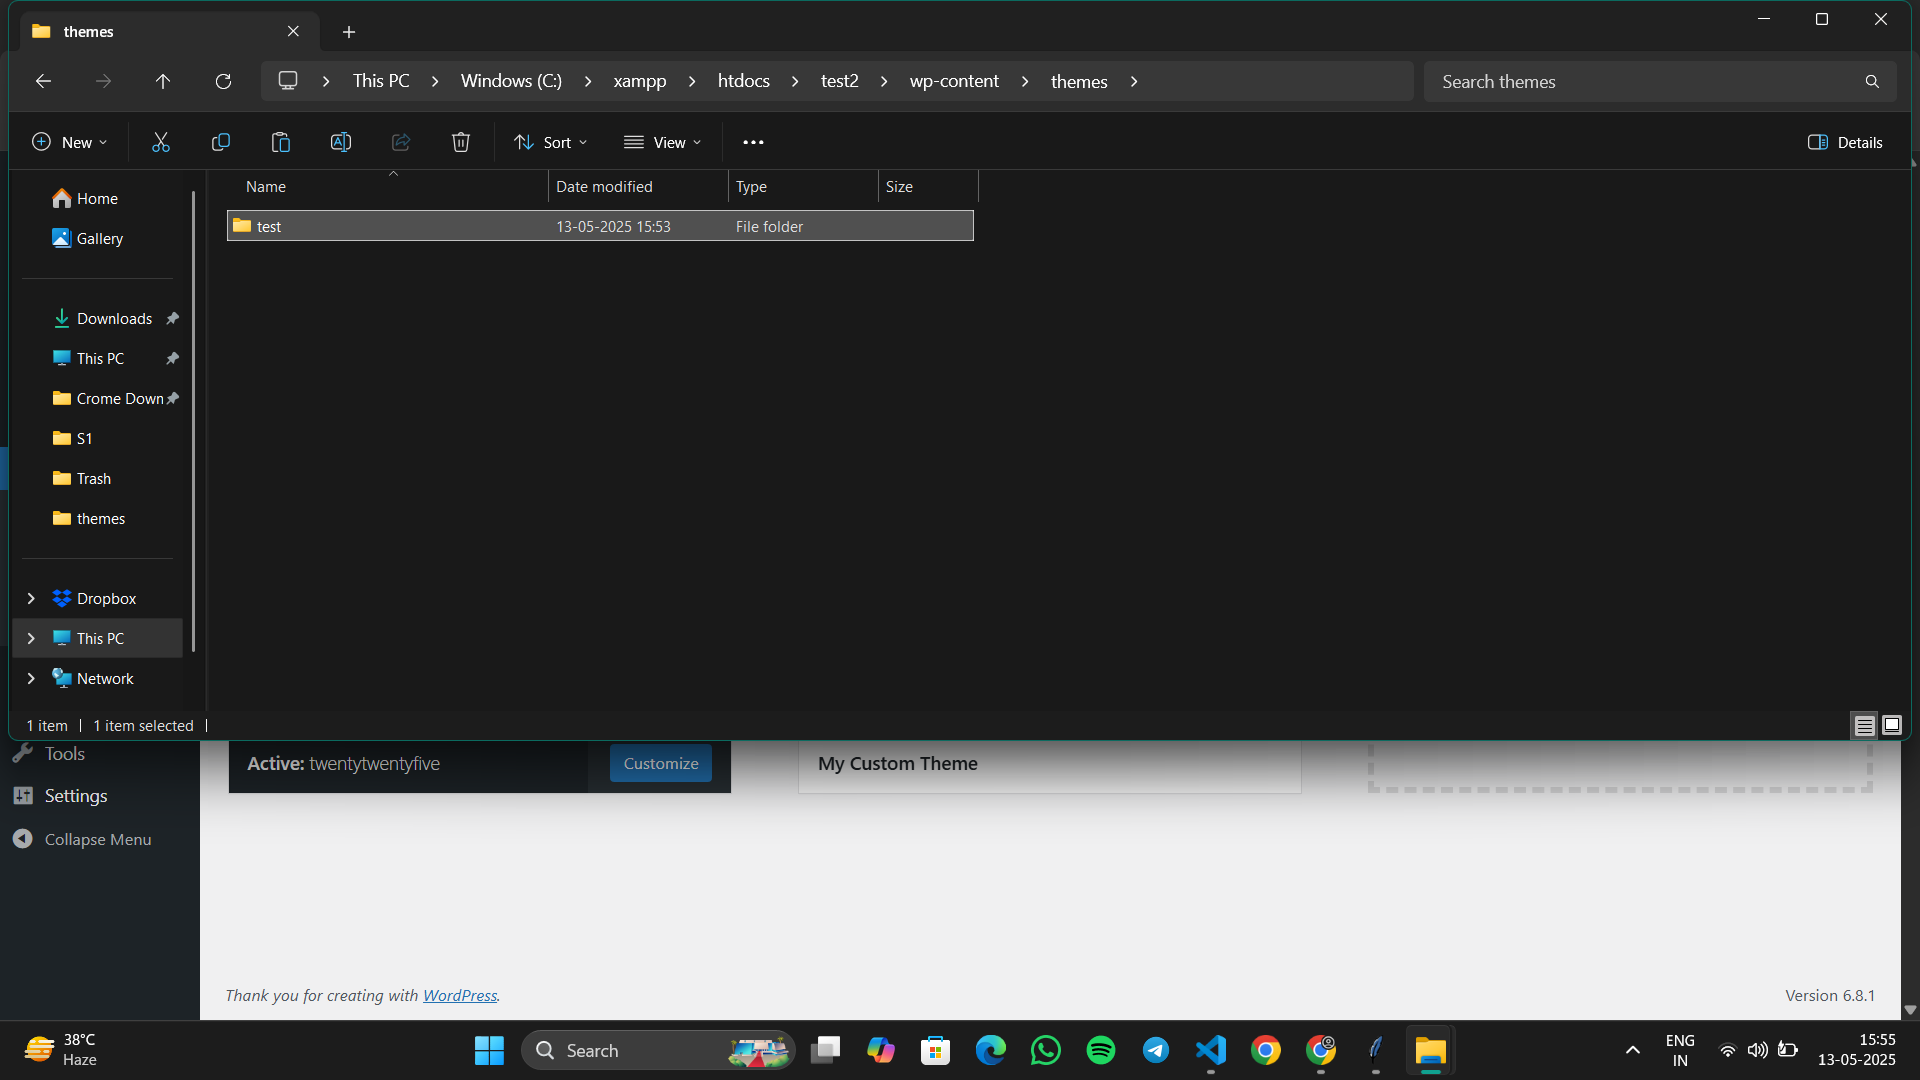 themes
This PC
Windows (C:)
xampp
htdocs
test2
wp-content
themes
Search themes
New
Sort
View
Details
Name
Date modified
Type
Size
test
13-05-2025 15:53
File folder
Home
Gallery
Downloads
This PC
Crome Down
S1
Trash
themes
Dropbox
This PC
Network
1 item
1 item selected
Tools
Settings
Collapse Menu
Active: twentytwentyfive
Customize
My Custom Theme
Thank you for creating with WordPress.
Version 6.8.1
38°C
Haze
Search
ENG
IN
15:55
13-05-2025